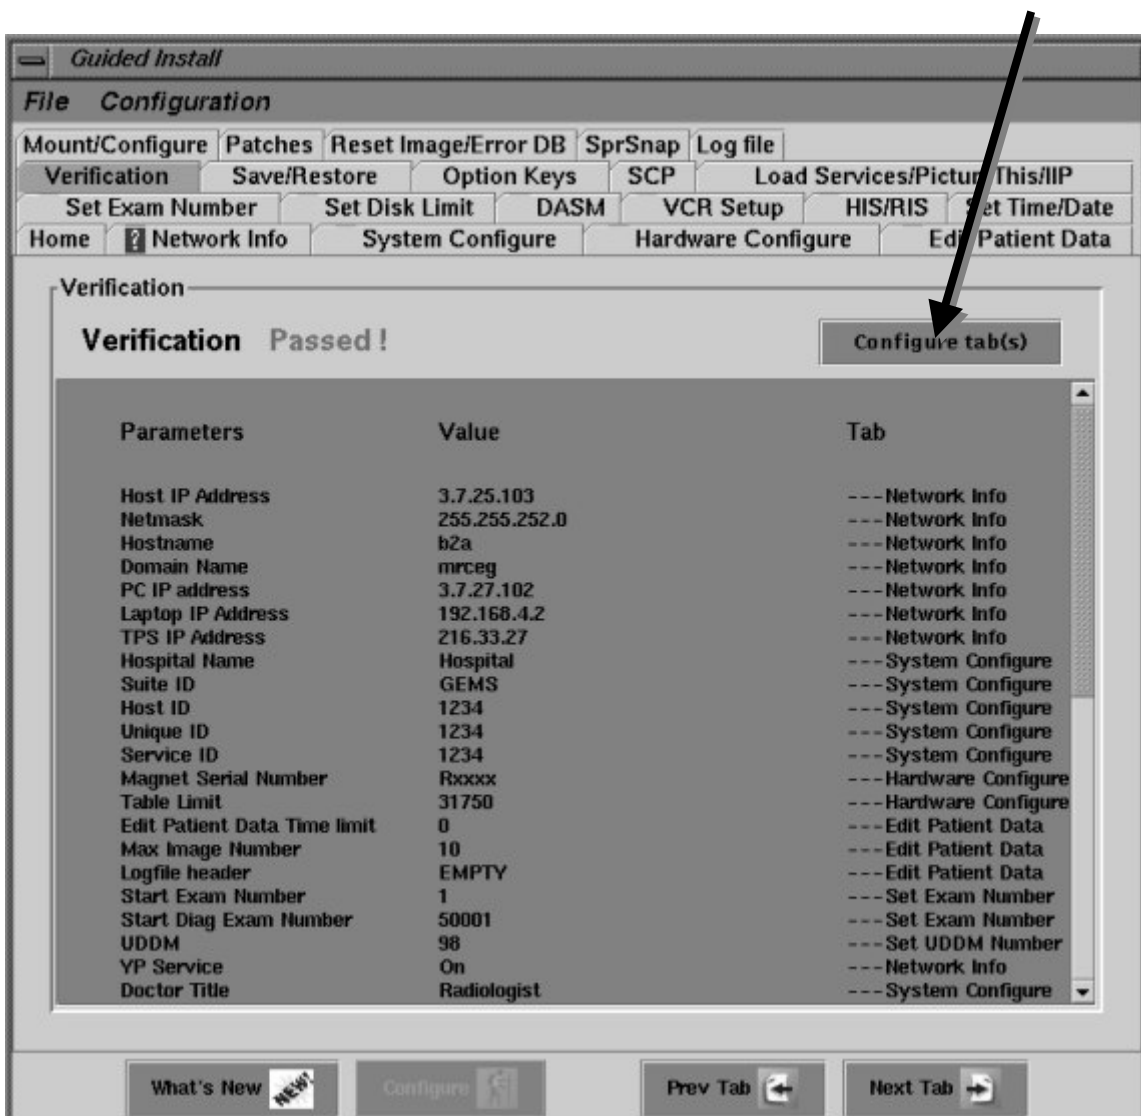 Guided Install
File Configuration
Mount/Configure Patches Reset Image/Error DB SprSnap Log file
Verification Save/Restore Option Keys SCP Load Services/Picture This/IIP
Set Exam Number Set Disk Limit DASM VCR Setup HIS/RIS Set Time/Date
Home ? Network Info System Configure Hardware Configure Edit Patient Data
Verification
Verification Passed ! Configure tab(s)
Parameters Value Tab
Host IP Address 3.7.25.103 ---Network Info
Netmask 255.255.252.0 ---Network Info
Hostname b2a ---Network Info
Domain Name mrceg ---Network Info
PC IP address 3.7.27.102 ---Network Info
Laptop IP Address 192.168.4.2 ---Network Info
TPS IP Address 216.33.27 ---Network Info
Hospital Name Hospital ---System Configure
Suite ID GEMS ---System Configure
Host ID 1234 ---System Configure
Unique ID 1234 ---System Configure
Service ID 1234 ---System Configure
Magnet Serial Number Rxxxx ---Hardware Configure
Table Limit 31750 ---Hardware Configure
Edit Patient Data Time limit 0 ---Edit Patient Data
Max Image Number 10 ---Edit Patient Data
Logfile header EMPTY ---Edit Patient Data
Start Exam Number 1 ---Set Exam Number
Start Diag Exam Number 50001 ---Set Exam Number
UDDM 98 ---Set UDDM Number
YP Service On ---Network Info
Doctor Title Radiologist ---System Configure
What's New NEW! Configure Prev Tab Next Tab